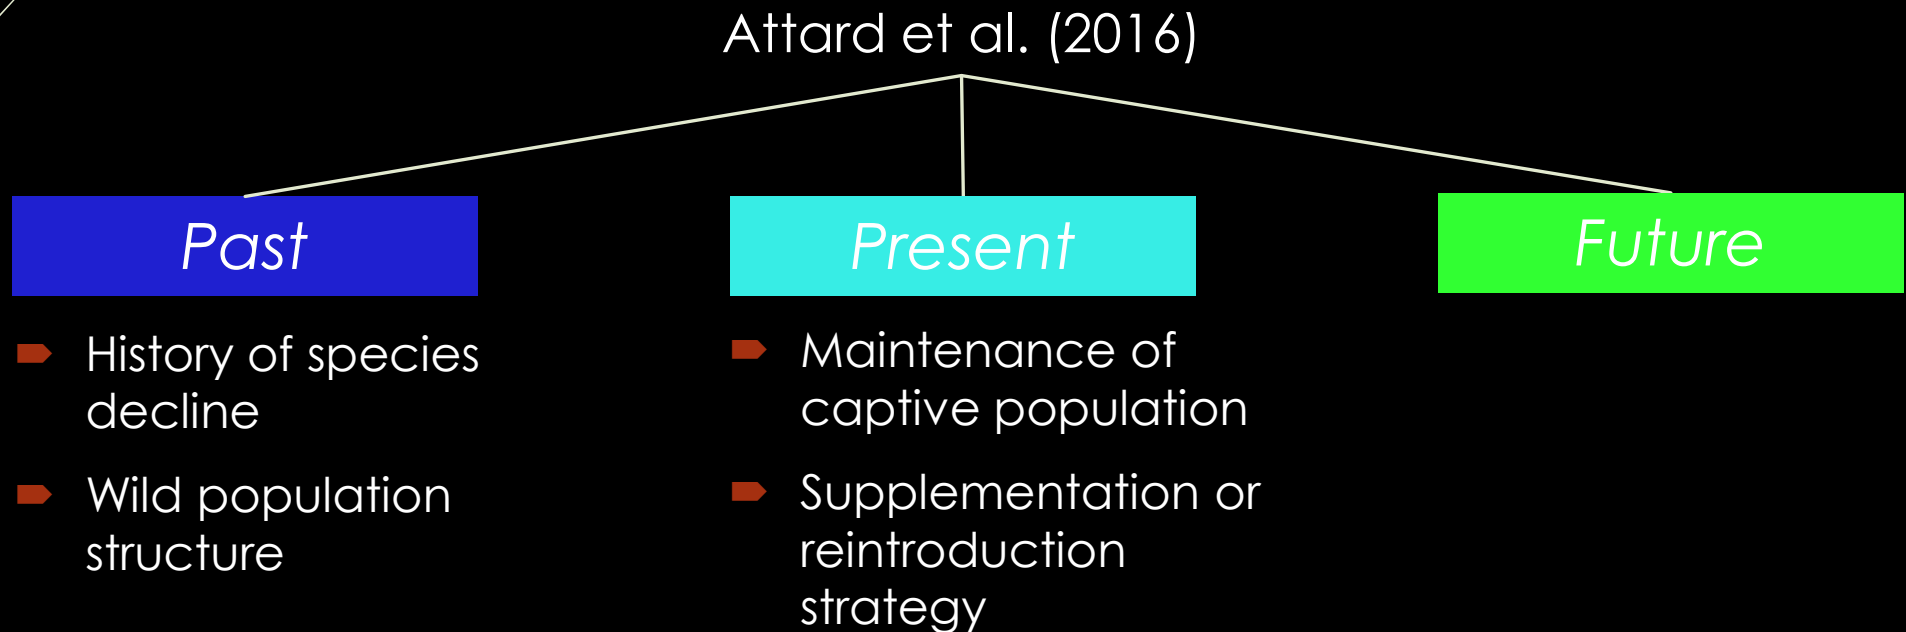 Attard et al. (2016)
Past
Present
Future
History of species
decline
Wild population
structure
Maintenance of
captive population
Supplementation or
reintroduction
strategy